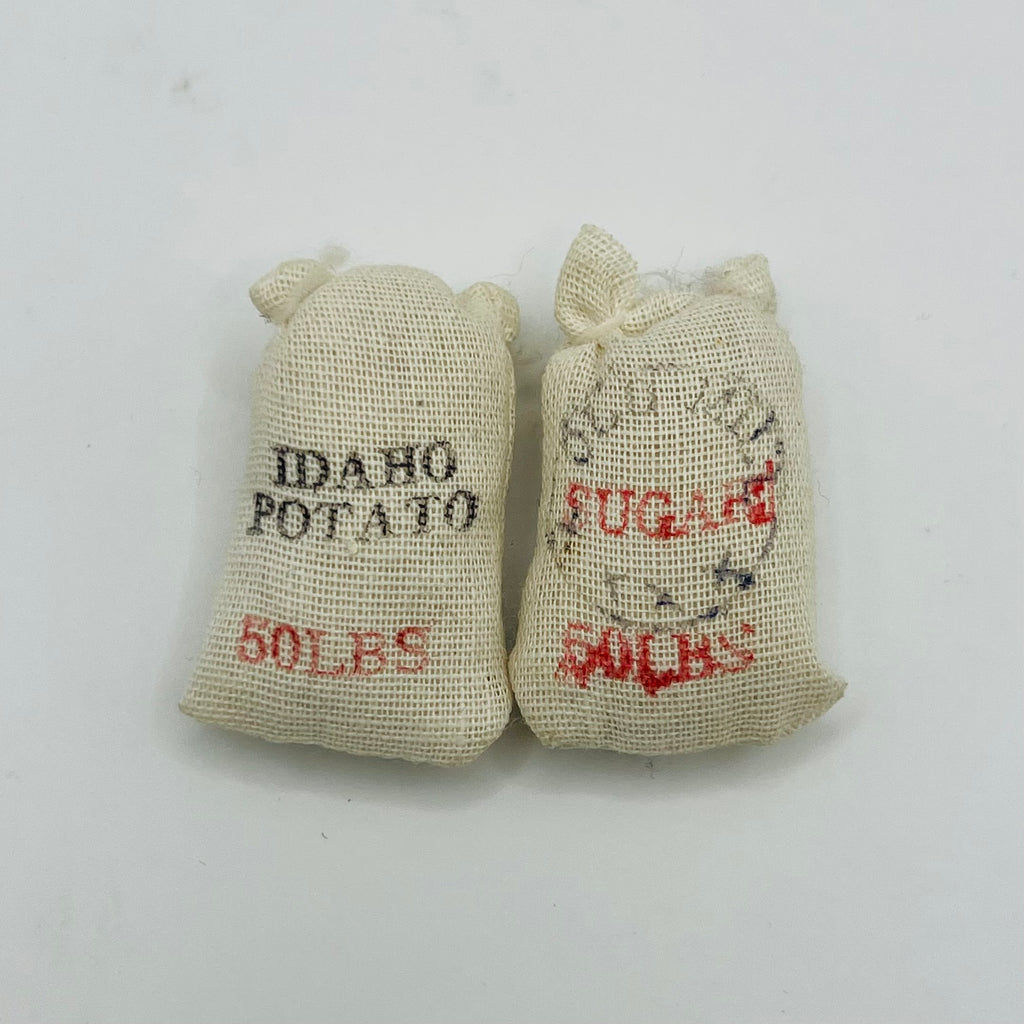 IDAHO
POTATO
50LBS
SUGAR
50LBS